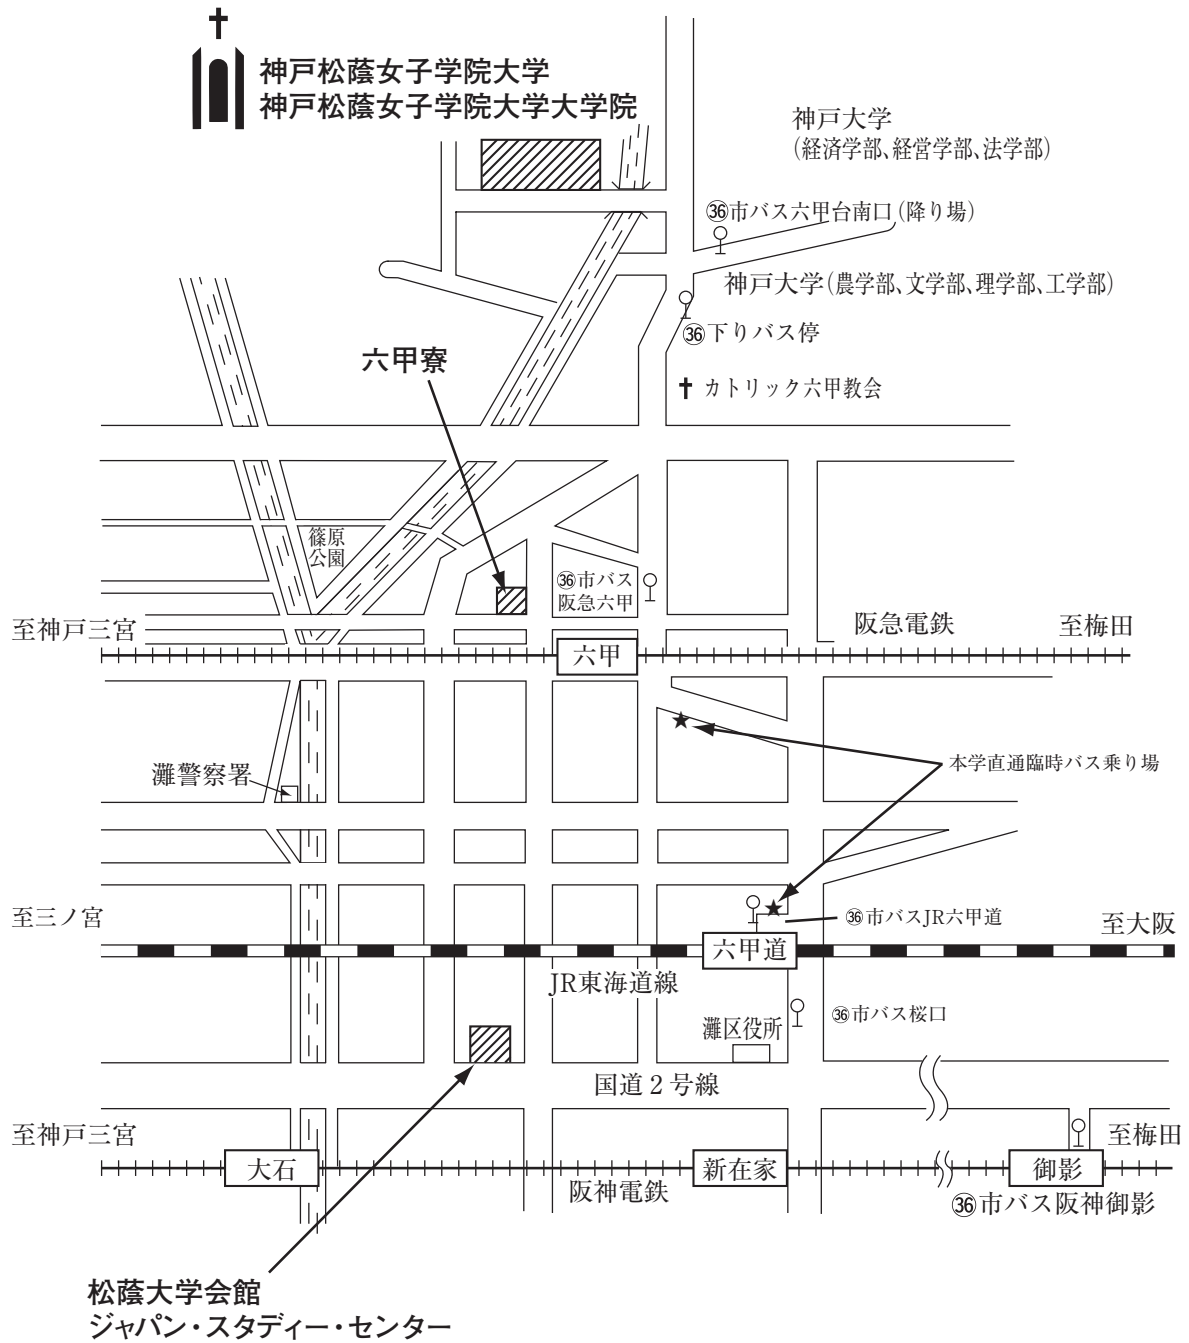 神戸松蔭女子学院大学
神戸松蔭女子学院大学大学院
神戸大学
(経済学部、経営学部、法学部)
㊱市バス六甲台南口(降り場)
神戸大学(農学部、文学部、理学部、工学部)
㊱下りバス停
六甲寮
カトリック六甲教会
篠原
公園
㊱市バス
阪急六甲
至神戸三宮
阪急電鉄
至梅田
六甲
灘警察署
本学直通臨時バス乗り場
至三ノ宮
㊱市バスJR六甲道
至大阪
六甲道
JR東海道線
㊱市バス桜口
灘区役所
国道2号線
至神戸三宮
至梅田
大石
新在家
御影
阪神電鉄
㊱市バス阪神御影
松蔭大学会館
ジャパン・スタディー・センター